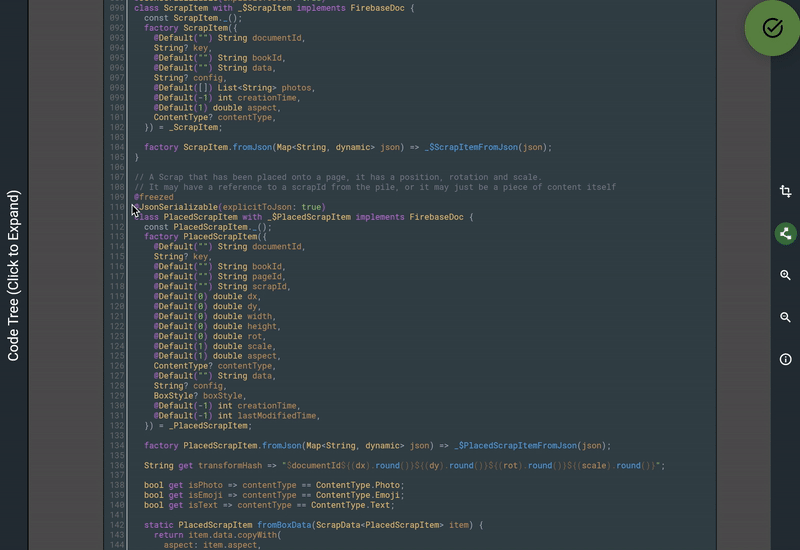 Code Tree (Click to Expand)
090 class ScrapItem with _$ScrapItem implements FirebaseDoc {
091   const ScrapItem._();
092   factory ScrapItem({
093     @Default("") String documentId,
094     String? key,
095     @Default("") String bookId,
096     @Default("") String data,
097     String? config,
098     @Default([]) List<String> photos,
099     @Default(-1) int creationTime,
100     @Default(1) double aspect,
101     ContentType? contentType,
102   }) = _ScrapItem;
103
104   factory ScrapItem.fromJson(Map<String, dynamic> json) => _$ScrapItemFromJson(json);
105 }
106
107 // A Scrap that has been placed onto a page, it has a position, rotation and scale.
108 // It may have a reference to a scrapId from the pile, or it may just be a piece of content itself
109 @freezed
110 @JsonSerializable(explicitToJson: true)
111 class PlacedScrapItem with _$PlacedScrapItem implements FirebaseDoc {
112   const PlacedScrapItem._();
113   factory PlacedScrapItem({
114     @Default("") String documentId,
115     String? key,
116     @Default("") String bookId,
117     @Default("") String pageId,
118     @Default("") String scrapId,
119     @Default(0) double dx,
120     @Default(0) double dy,
121     @Default(0) double width,
122     @Default(0) double height,
123     @Default(0) double rot,
124     @Default(1) double scale,
125     @Default(1) double aspect,
126     ContentType? contentType,
127     @Default("") String data,
128     String? config,
129     BoxStyle? boxStyle,
130     @Default(-1) int creationTime,
131     @Default(-1) int lastModifiedTime,
132   }) = _PlacedScrapItem;
133
134   factory PlacedScrapItem.fromJson(Map<String, dynamic> json) => _$PlacedScrapItemFromJson(json);
135
136   String get transformHash => "$documentId${(dx).round()}${(dy).round()}${(rot).round()}${(scale).round()}";
137
138   bool get isPhoto => contentType == ContentType.Photo;
139   bool get isEmoji => contentType == ContentType.Emoji;
140   bool get isText => contentType == ContentType.Text;
141
142   static PlacedScrapItem fromBoxData(ScrapData<PlacedScrapItem> item) {
143     return item.data.copyWith(
144       aspect: item.aspect,